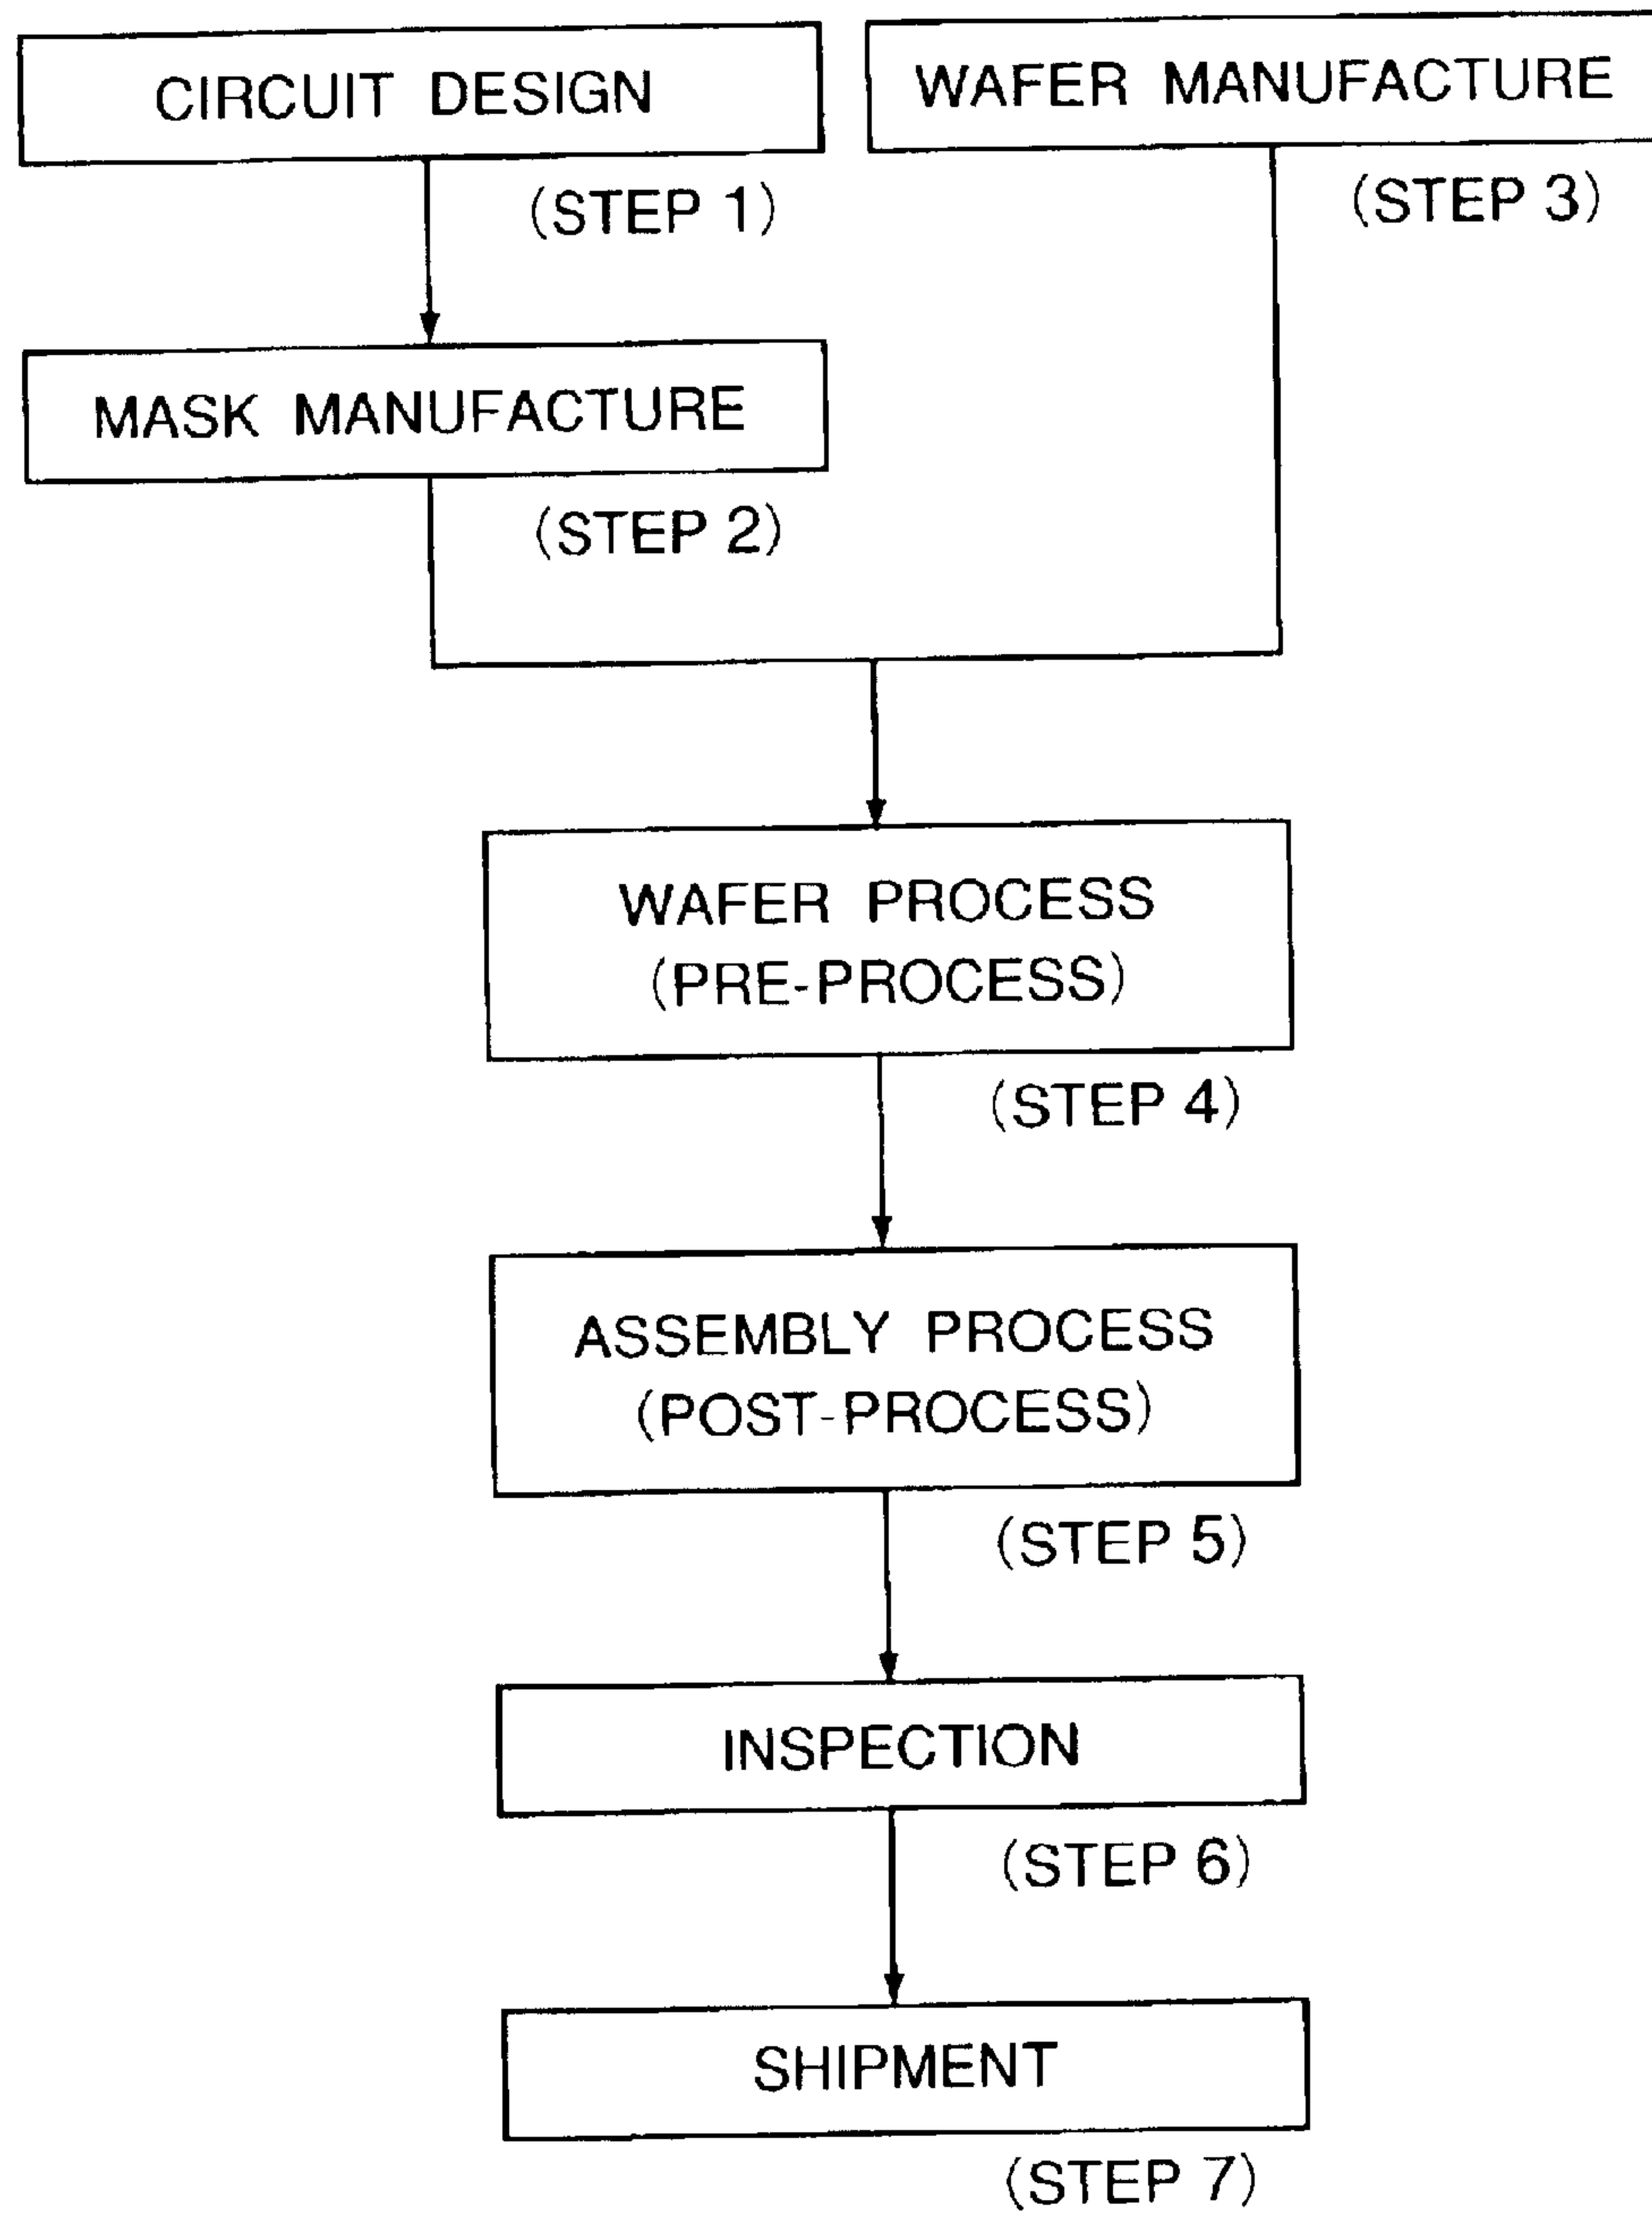 CIRCUIT DESIGN
(STEP 1)
WAFER MANUFACTURE
(STEP 3)
MASK MANUFACTURE
(STEP 2)
WAFER PROCESS
(PRE-PROCESS)
(STEP 4)
ASSEMBLY PROCESS
(POST-PROCESS)
(STEP 5)
INSPECTION
(STEP 6)
SHIPMENT
(STEP 7)